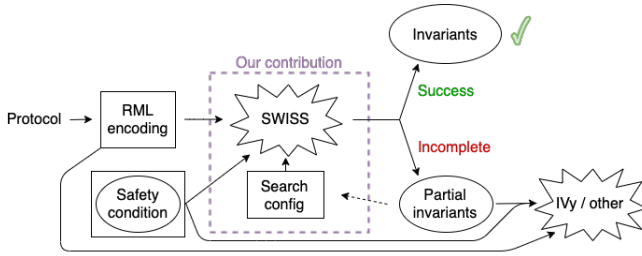 Invariants
Our contribution
Success
Protocol
RML
encoding
SWISS
Incomplete
Safety
condition
Search
config
Partial
invariants
IVy / other